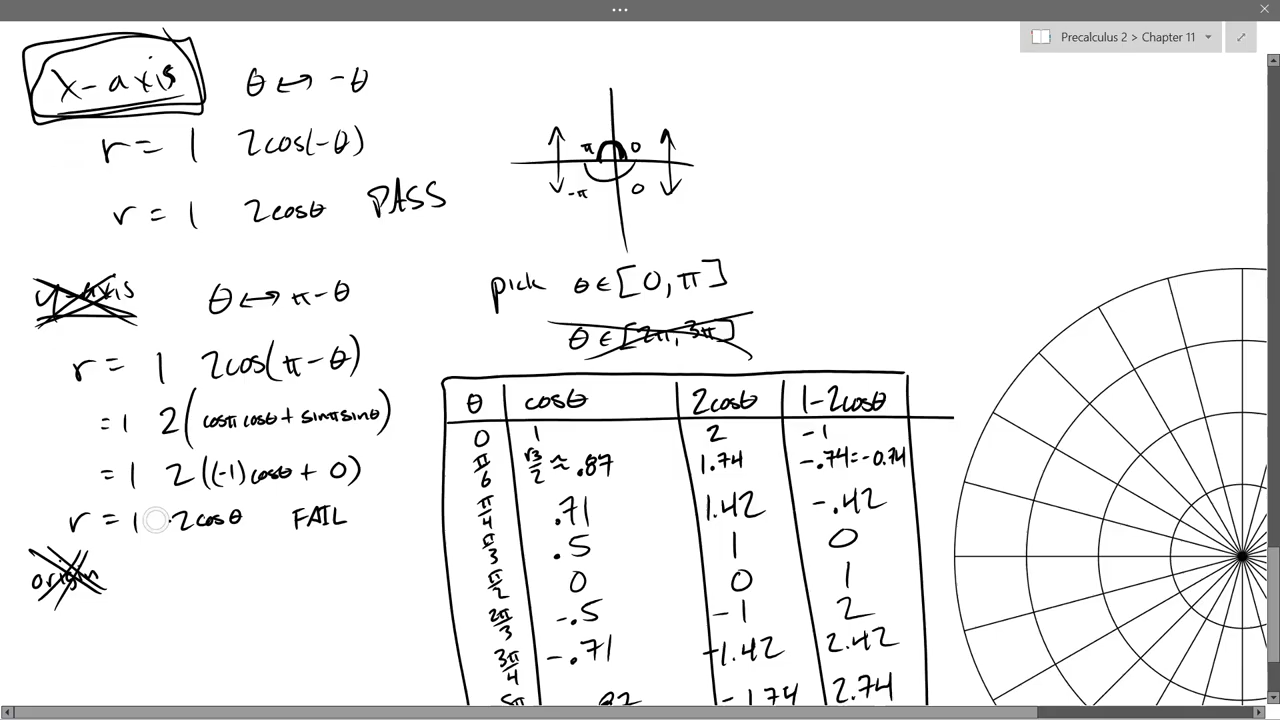 Precalculus 2 > Chapter 11
x-axis θ ↔ -θ
r = 1 2cos(-θ)
r = 1 2cosθ PASS
π 0
-π 0
y-axis θ ↔ π-θ
r = 1 2cos(π-θ)
= 1 2(cosπ cosθ + sinπ sinθ)
= 1 2((-1)cosθ + 0)
r = 1 2cosθ FAIL
origin
pick θ ∈ [0, π]
θ ∈ [2π, 3π]
θ cosθ 2cosθ 1-2cosθ
0 1 2 -1
π/6 √3/2 ≈ .87 1.74 -.74 = -0.74
π/4 .71 1.42 -.42
π/3 .5 1 0
π/2 0 0 1
2π/3 -.5 -1 2
3π/4 -.71 -1.42 2.42
-1.74 2.74